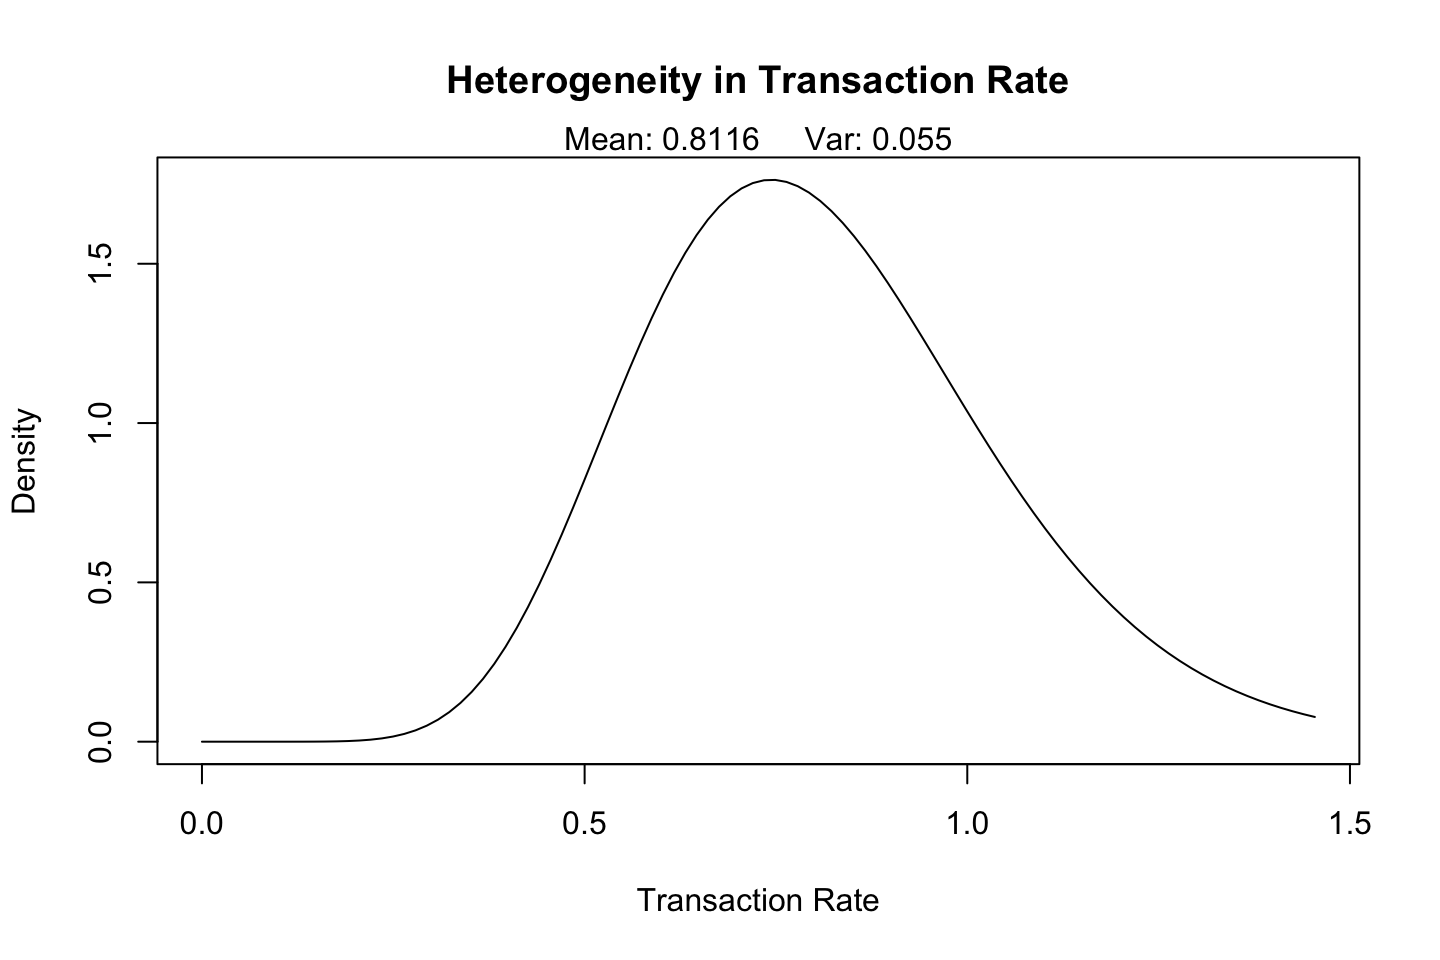 Heterogeneity in Transaction Rate
Mean: 0.8116 Var: 0.055
Density
1.5
1.0
0.5
0.0
0.0 0.5 1.0 1.5
Transaction Rate